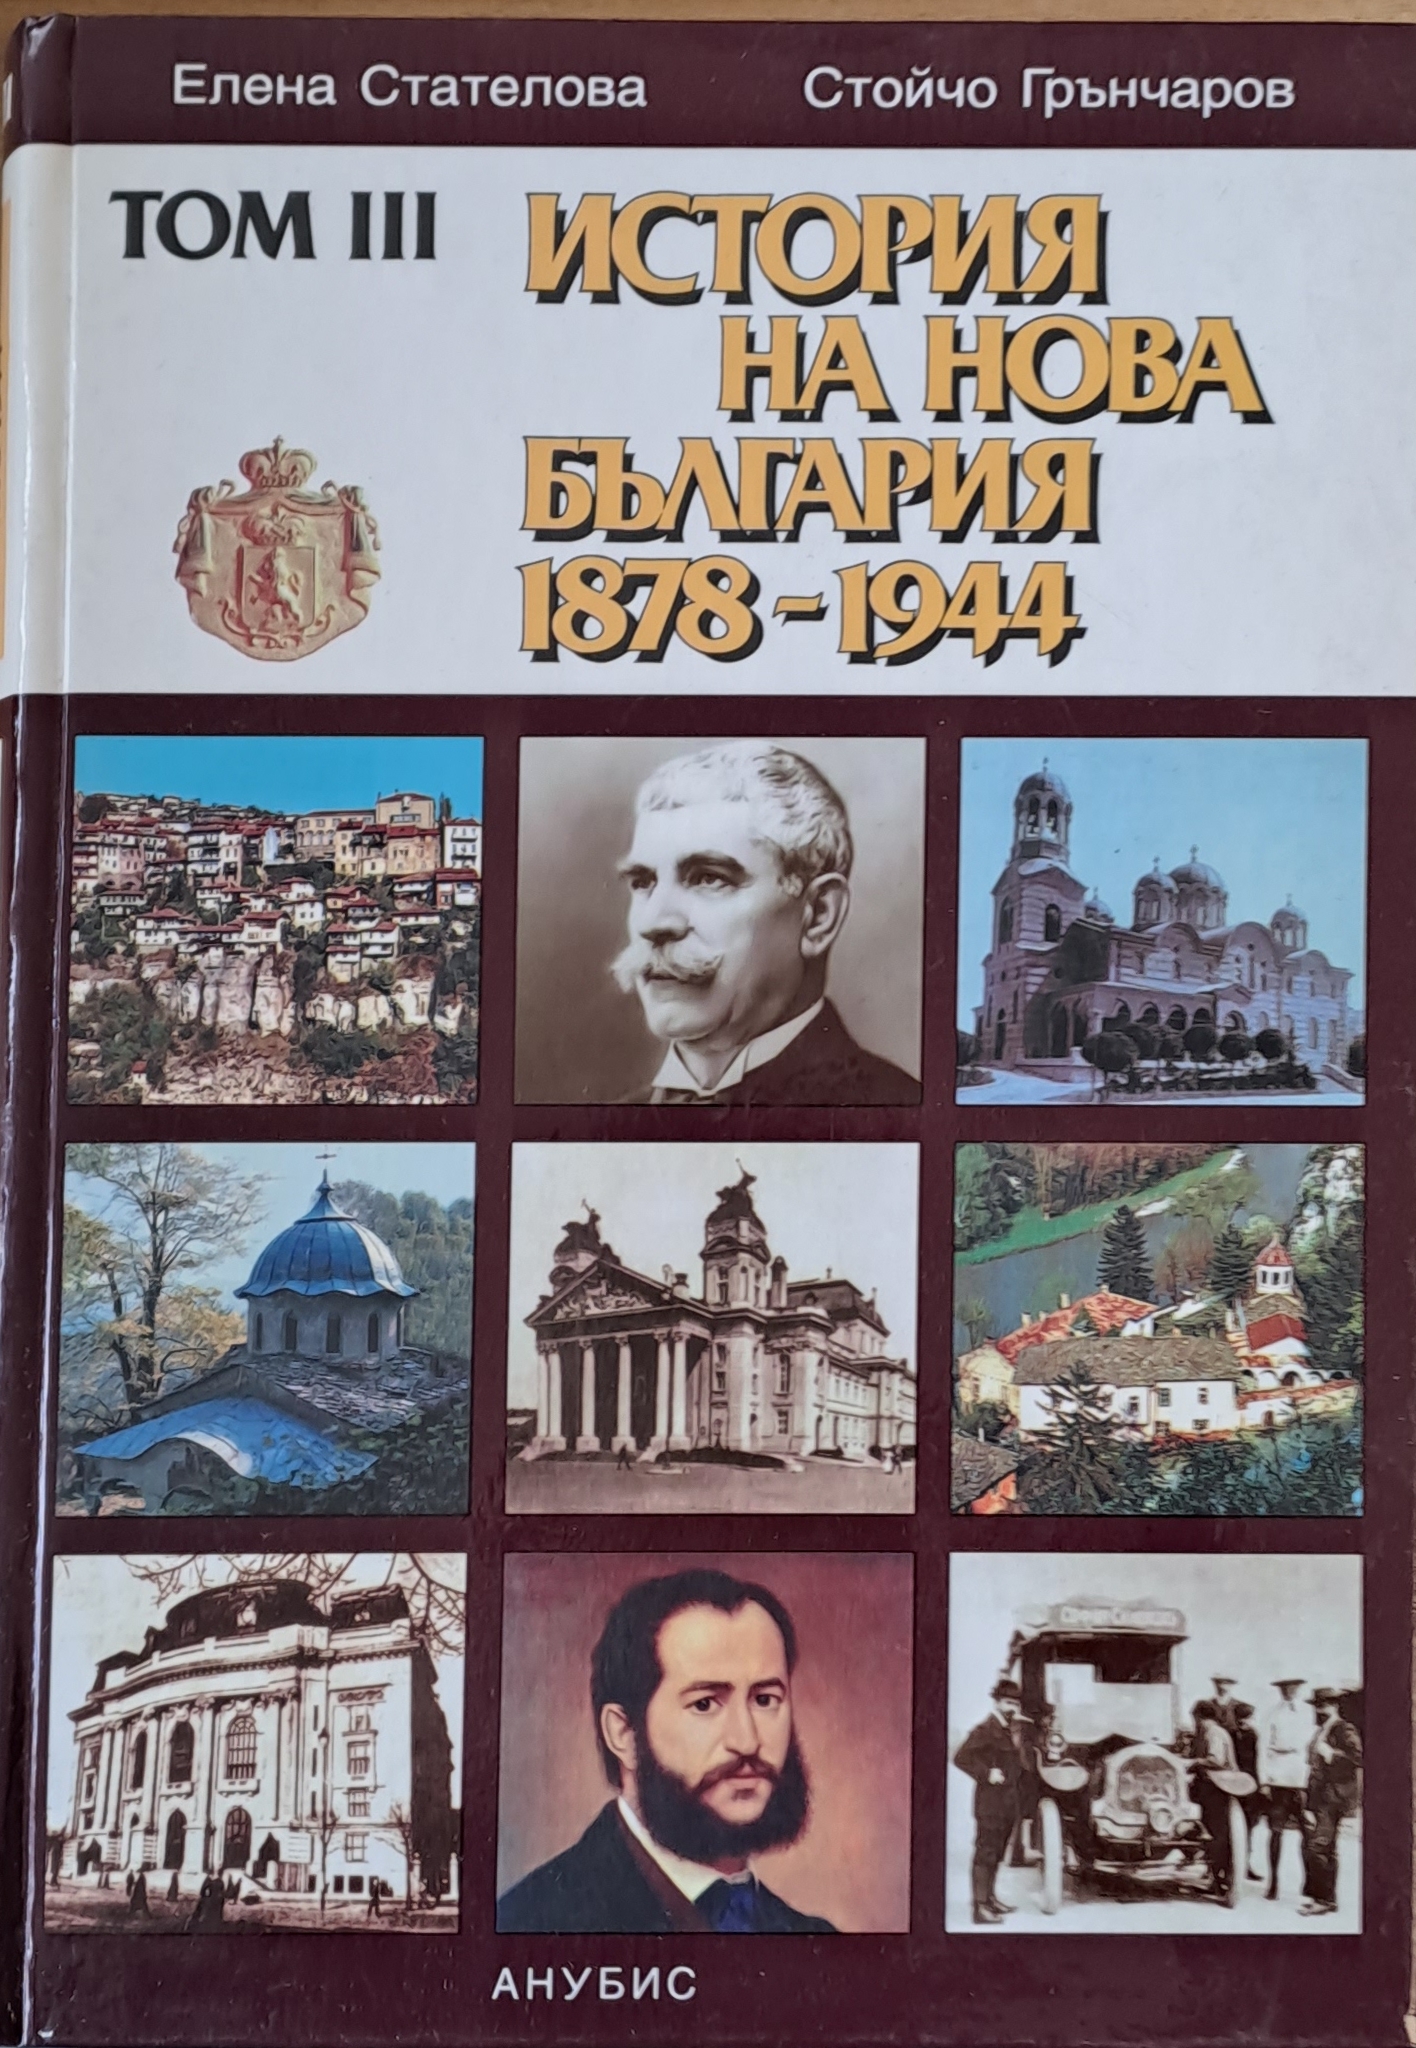 Елена Стателова Стойчо Грънчаров
ТОМ III
ИСТОРИЯ
НА НОВА
БЪЛГАРИЯ
1878-1944
АНУБИС